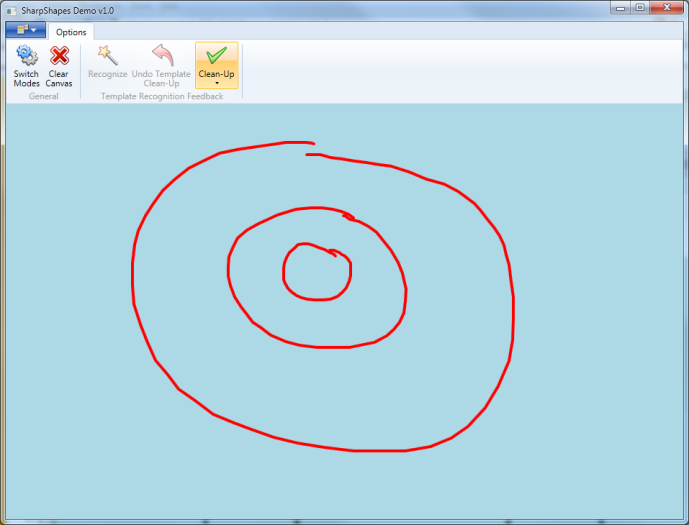 SharpShapes Demo v1.0
Options
Switch Modes
Clear Canvas
Recognize
Undo Template Clean-Up
Clean-Up
General
Template Recognition Feedback